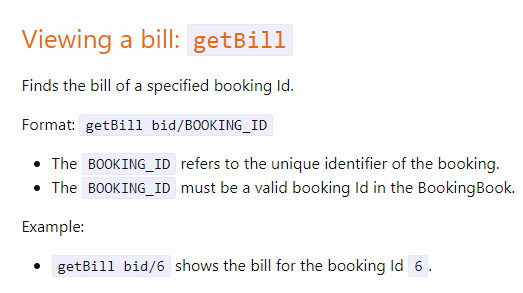 Viewing a bill: getBill
Finds the bill of a specified booking Id.
Format: getBill bid/BOOKING_ID
• The BOOKING_ID refers to the unique identifier of the booking.
• The BOOKING_ID must be a valid booking Id in the BookingBook.
Example:
• getBill bid/6 shows the bill for the booking Id 6.